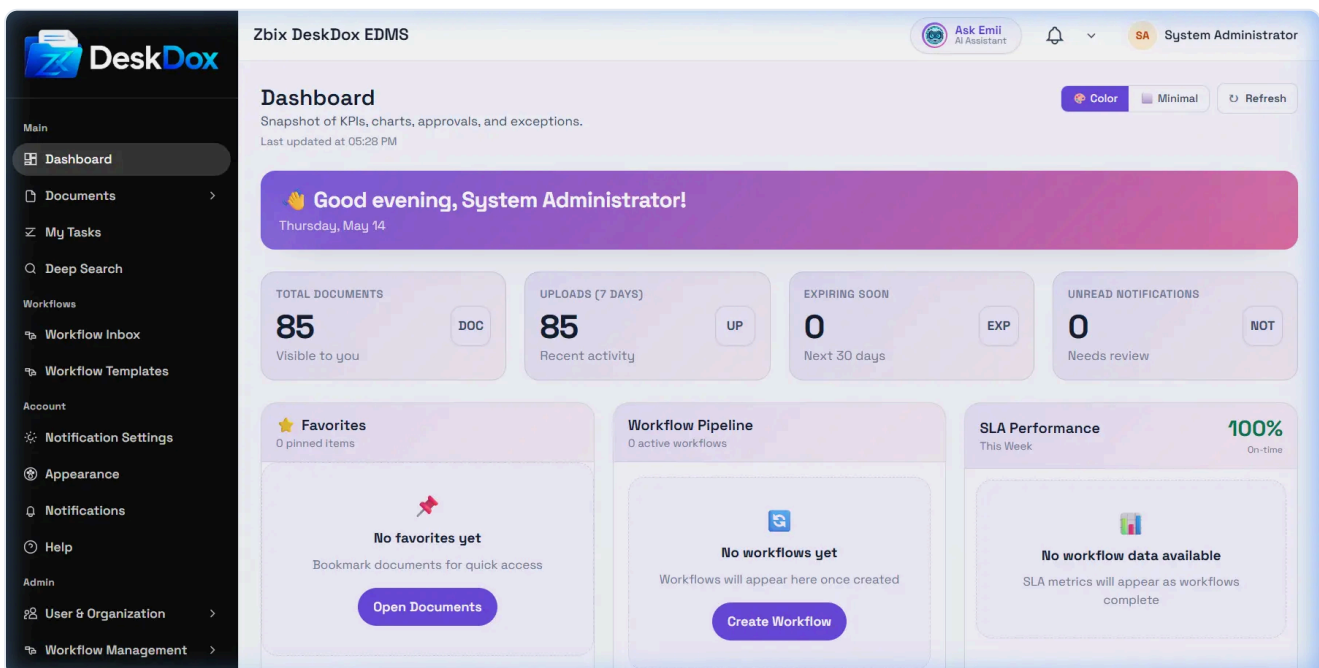 DeskDox
Main
Dashboard
Documents
My Tasks
Deep Search
Workflows
Workflow Inbox
Workflow Templates
Account
Notification Settings
Appearance
Notifications
Help
Admin
User & Organization
Workflow Management
Zbix DeskDox EDMS
Ask Emii
AI Assistant
SA
System Administrator
Dashboard
Snapshot of KPIs, charts, approvals, and exceptions.
Last updated at 05:28 PM
Color
Minimal
Refresh
Good evening, System Administrator!
Thursday, May 14
TOTAL DOCUMENTS
85
DOC
Visible to you
UPLOADS (7 DAYS)
85
UP
Recent activity
EXPIRING SOON
0
EXP
Next 30 days
UNREAD NOTIFICATIONS
0
NOT
Needs review
Favorites
0 pinned items
No favorites yet
Bookmark documents for quick access
Open Documents
Workflow Pipeline
0 active workflows
No workflows yet
Workflows will appear here once created
Create Workflow
SLA Performance
This Week
100%
On-time
No workflow data available
SLA metrics will appear as workflows
complete